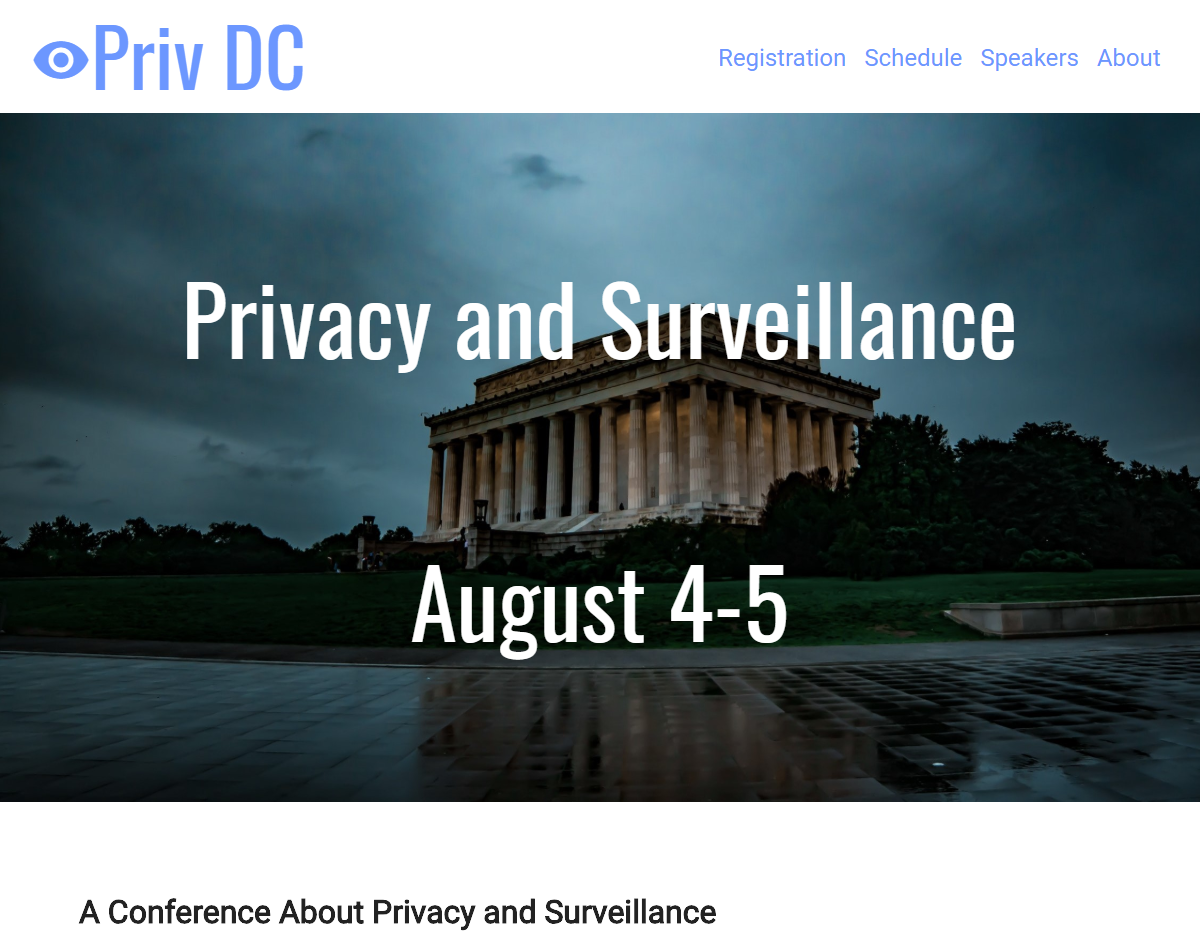 Priv DC
Registration Schedule Speakers About
Privacy and Surveillance
August 4-5
A Conference About Privacy and Surveillance